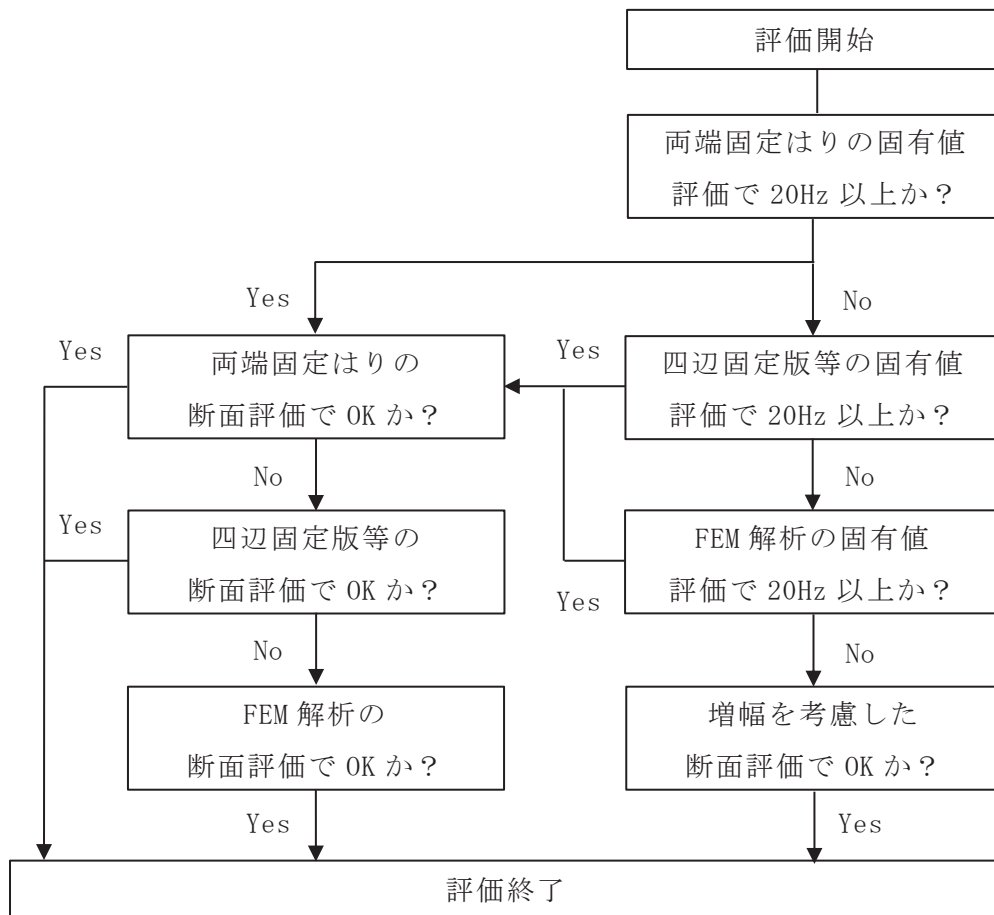 評価開始
両端固定はりの固有値
評価で 20Hz 以上か？
Yes
No
Yes
両端固定はりの
断面評価で OK か？
Yes
四辺固定版等の固有値
評価で 20Hz 以上か？
No
No
Yes
四辺固定版等の
断面評価で OK か？
FEM 解析の固有値
評価で 20Hz 以上か？
Yes
No
No
FEM 解析の
断面評価で OK か？
増幅を考慮した
断面評価で OK か？
Yes
Yes
評価終了